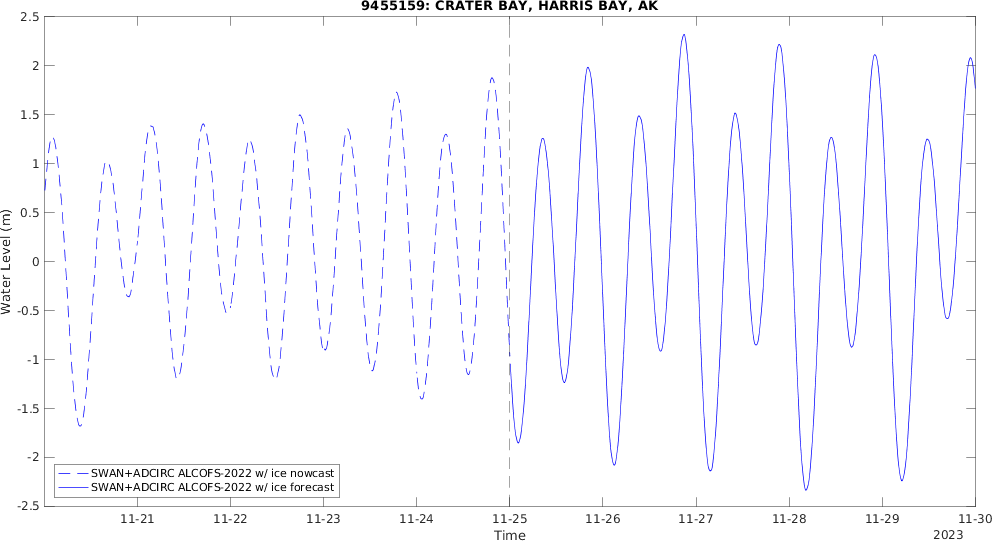 9455159: CRATER BAY, HARRIS BAY, AK
2.5
2
1.5
1
0.5
0
-0.5
-1
-1.5
-2
-2.5
Water Level (m)
SWAN+ADCIRC ALCOFS-2022 w/ ice nowcast
SWAN+ADCIRC ALCOFS-2022 w/ ice forecast
11-21 11-22 11-23 11-24 11-25 11-26 11-27 11-28 11-29 11-30
Time
2023